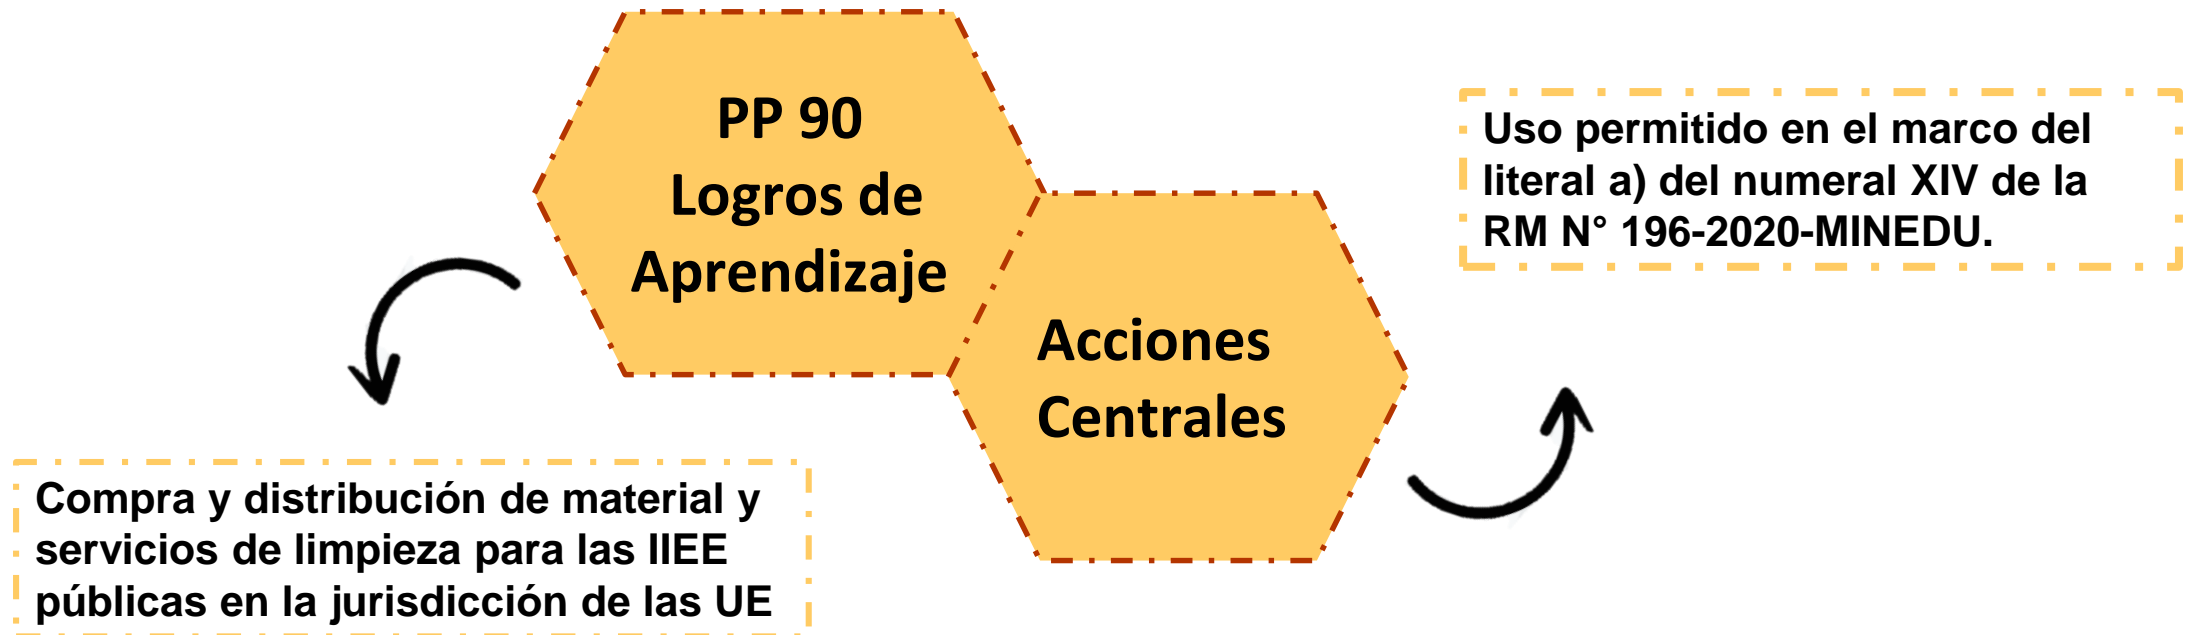 PP 90
Logros de
Aprendizaje
Acciones
Centrales
Uso permitido en el marco del
literal a) del numeral XIV de la
RM N° 196-2020-MINEDU.
Compra y distribución de material y
servicios de limpieza para las IIEE
públicas en la jurisdicción de las UE